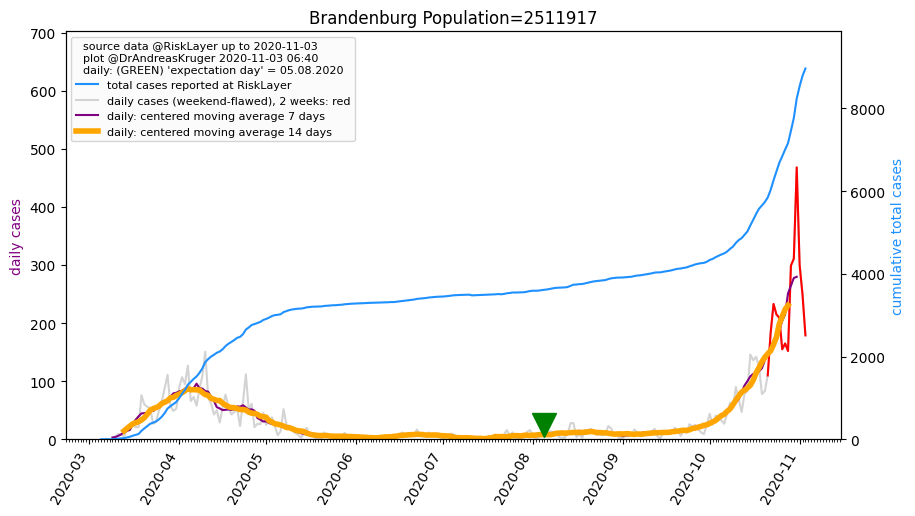 Brandenburg Population=2511917
source data @RiskLayer up to 2020-11-03
plot @DrAndreasKruger 2020-11-03 06:40
daily: (GREEN) 'expectation day' = 05.08.2020
total cases reported at RiskLayer
daily cases (weekend-flawed), 2 weeks: red
daily: centered moving average 7 days
daily: centered moving average 14 days
daily cases
700
600
500
400
300
200
100
0
cumulative total cases
8000
6000
4000
2000
0
2020-03
2020-04
2020-05
2020-06
2020-07
2020-08
2020-09
2020-10
2020-11